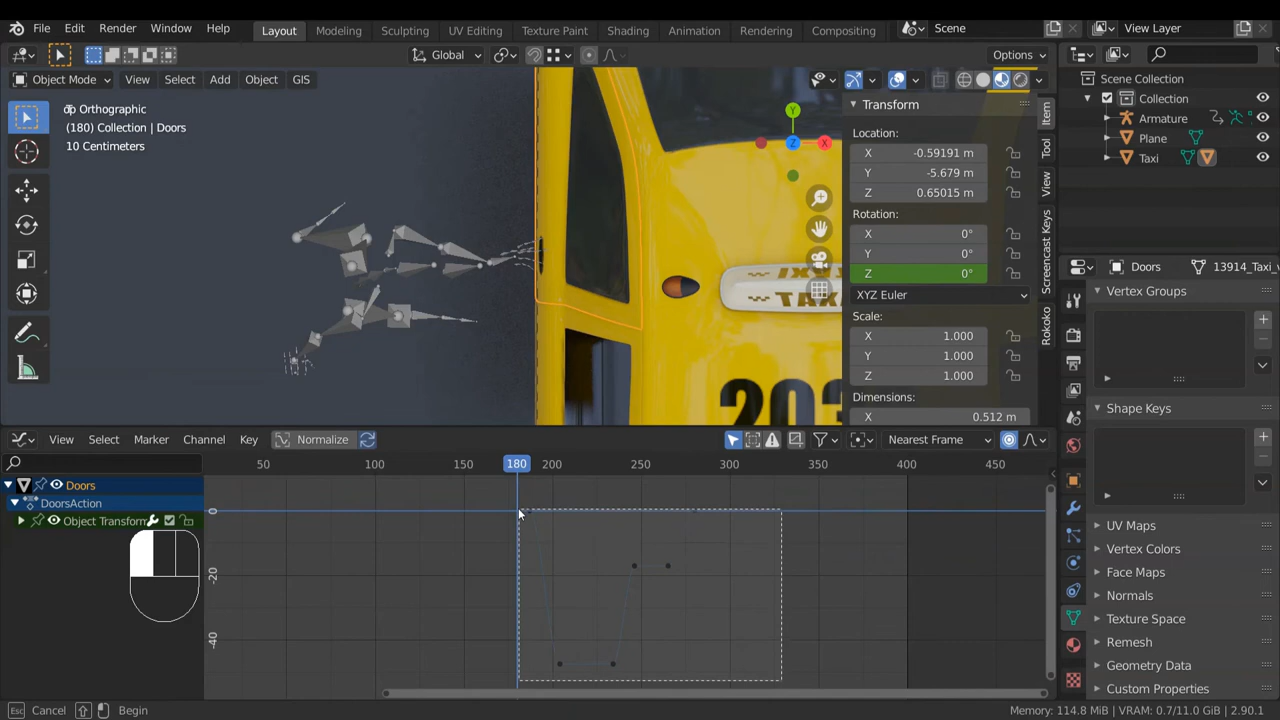 File Edit Render Window Help Layout Modeling Sculpting UV Editing Texture Paint Shading Animation Rendering Compositing Scene View Layer
Global Options
Object Mode View Select Add Object GIS
Orthographic
(180) Collection | Doors
10 Centimeters
Y
Z X
TAXI
203
Transform
Location:
X -0.59191 m
Y -5.679 m
Z 0.65015 m
Rotation:
X 0°
Y 0°
Z 0°
XYZ Euler
Scale:
X 1.000
Y 1.000
Z 1.000
Dimensions:
X 0.512 m
Item
Tool
View
Screencast Keys
Rokoko
Scene Collection
Collection
Armature
Plane
Taxi
Doors 13914_Taxi_
Vertex Groups
Shape Keys
UV Maps
Vertex Colors
Face Maps
Normals
Texture Space
Remesh
Geometry Data
Custom Properties
View Select Marker Channel Key Normalize Nearest Frame
50 100 150 180 200 250 300 350 400 450
Doors
DoorsAction
Object Transform
0
-20
-40
Esc Cancel Begin Memory: 114.8 MiB | VRAM: 0.7/11.0 GiB | 2.90.1